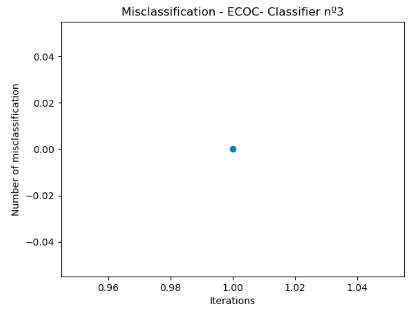 Misclassification - ECOC- Classifier nº3
Number of misclassification
0.04
0.02
0.00
−0.02
−0.04
0.96 0.98 1.00 1.02 1.04
Iterations